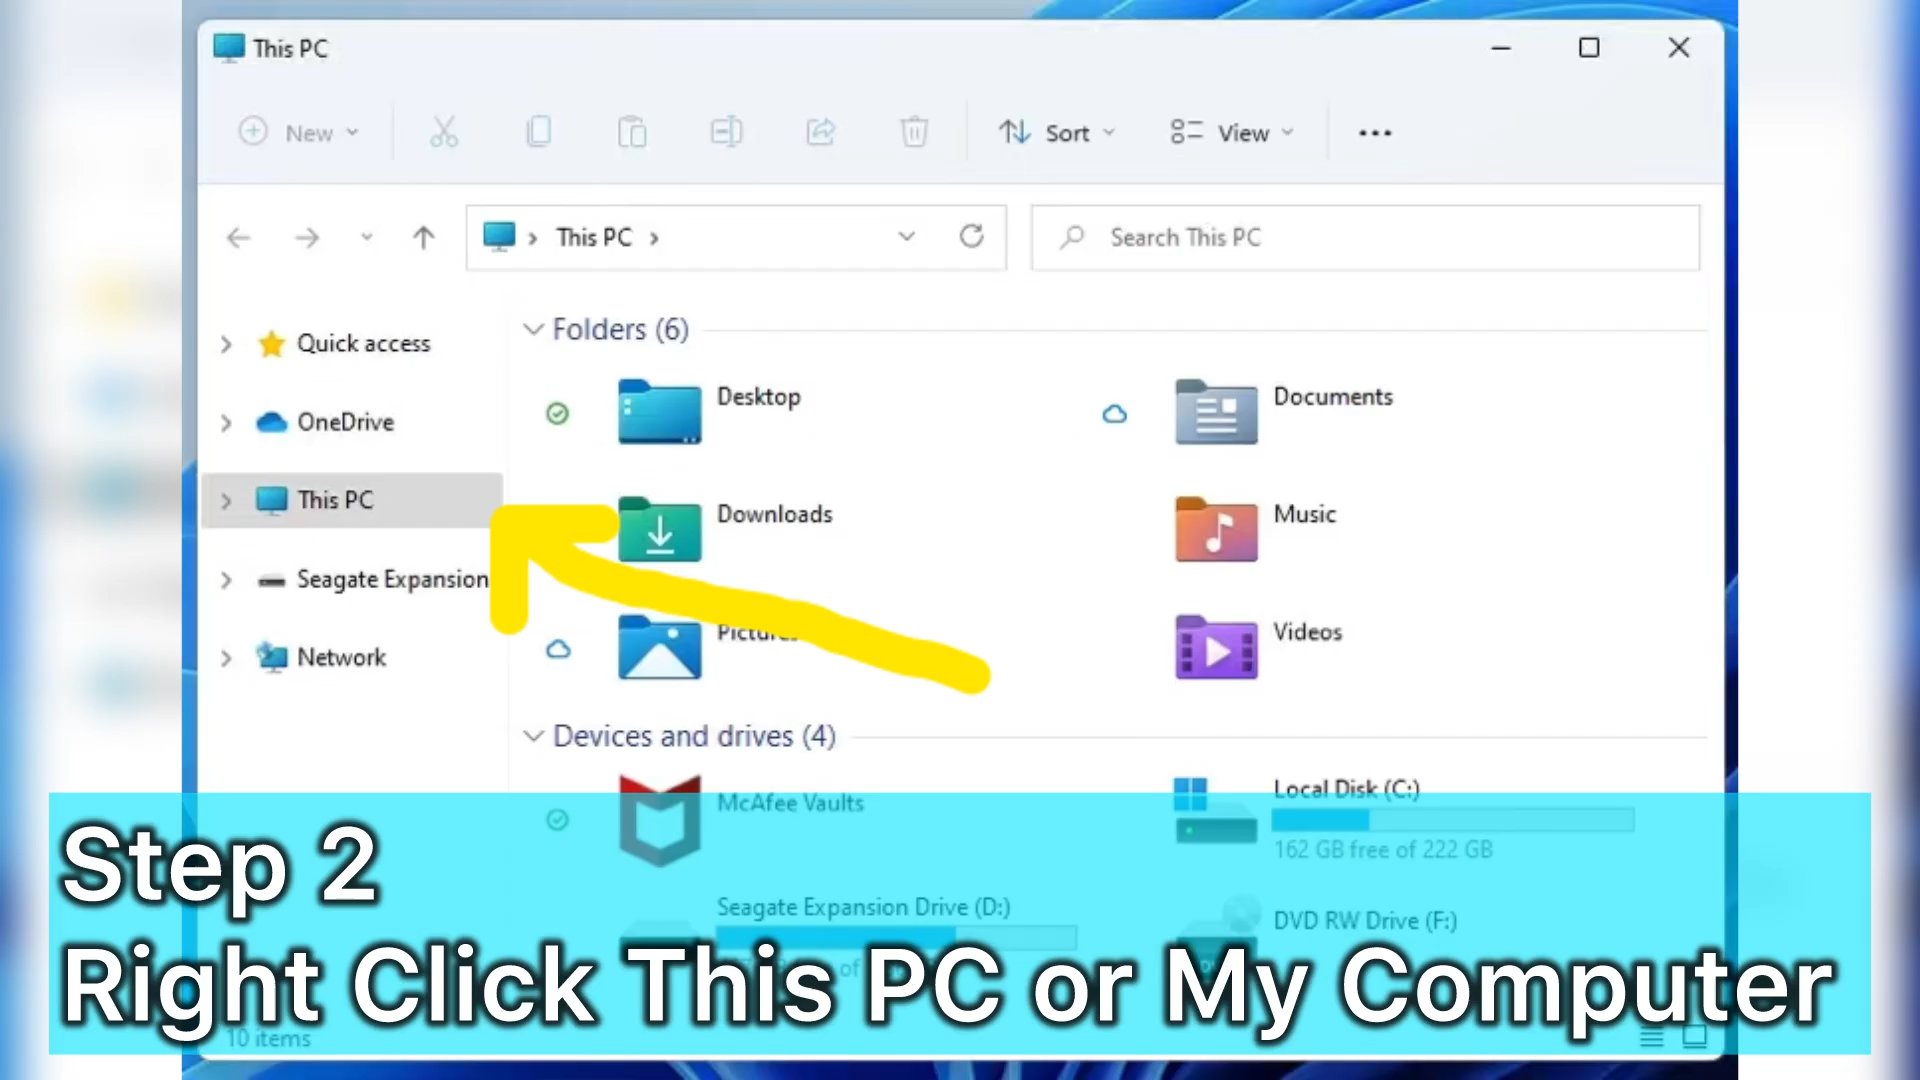 This PC
New
Sort
View
This PC
Search This PC
Quick access
OneDrive
This PC
Seagate Expansion
Network
Folders (6)
Desktop
Documents
Downloads
Music
Pictures
Videos
Devices and drives (4)
McAfee Vaults
Local Disk (C:)
162 GB free of 222 GB
Seagate Expansion Drive (D:)
DVD RW Drive (F:)
of
Step 2
Right Click This PC or My Computer
10 items